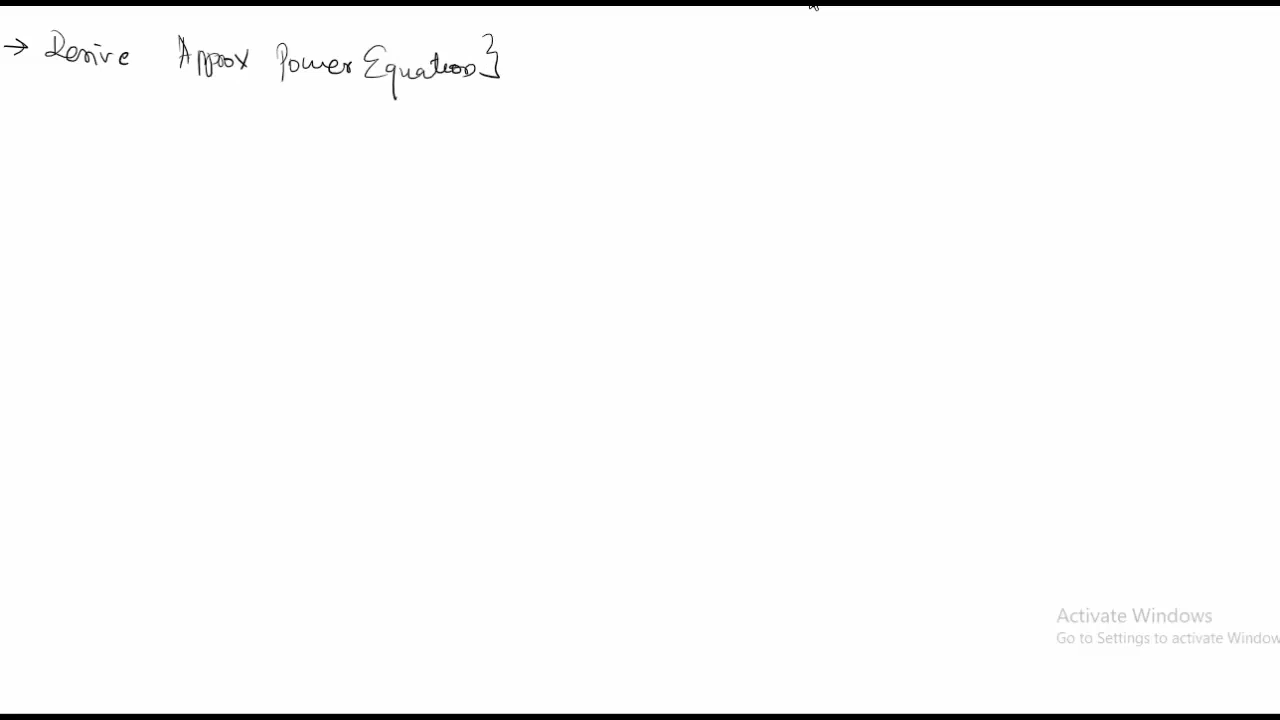 → Derive Approx Power Equation}
Activate Windows
Go to Settings to activate Window